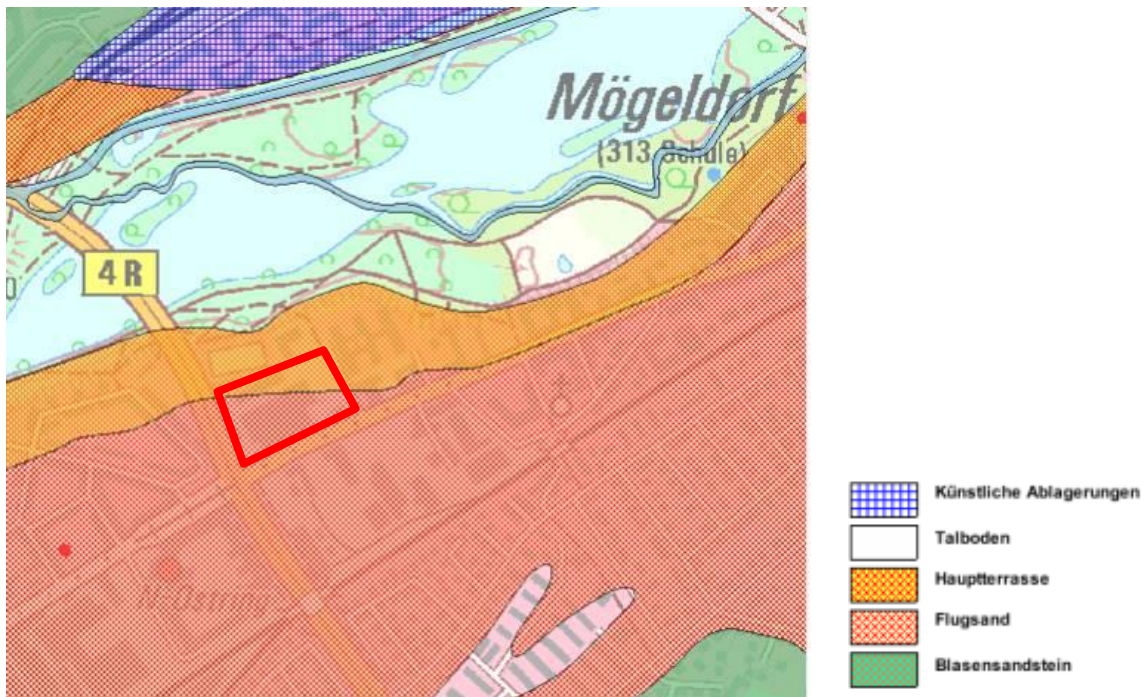 Mögeldorf
(313 Schule)
4 R
Künstliche Ablagerungen
Talboden
Hauptterrasse
Flugsand
Blasensandstein